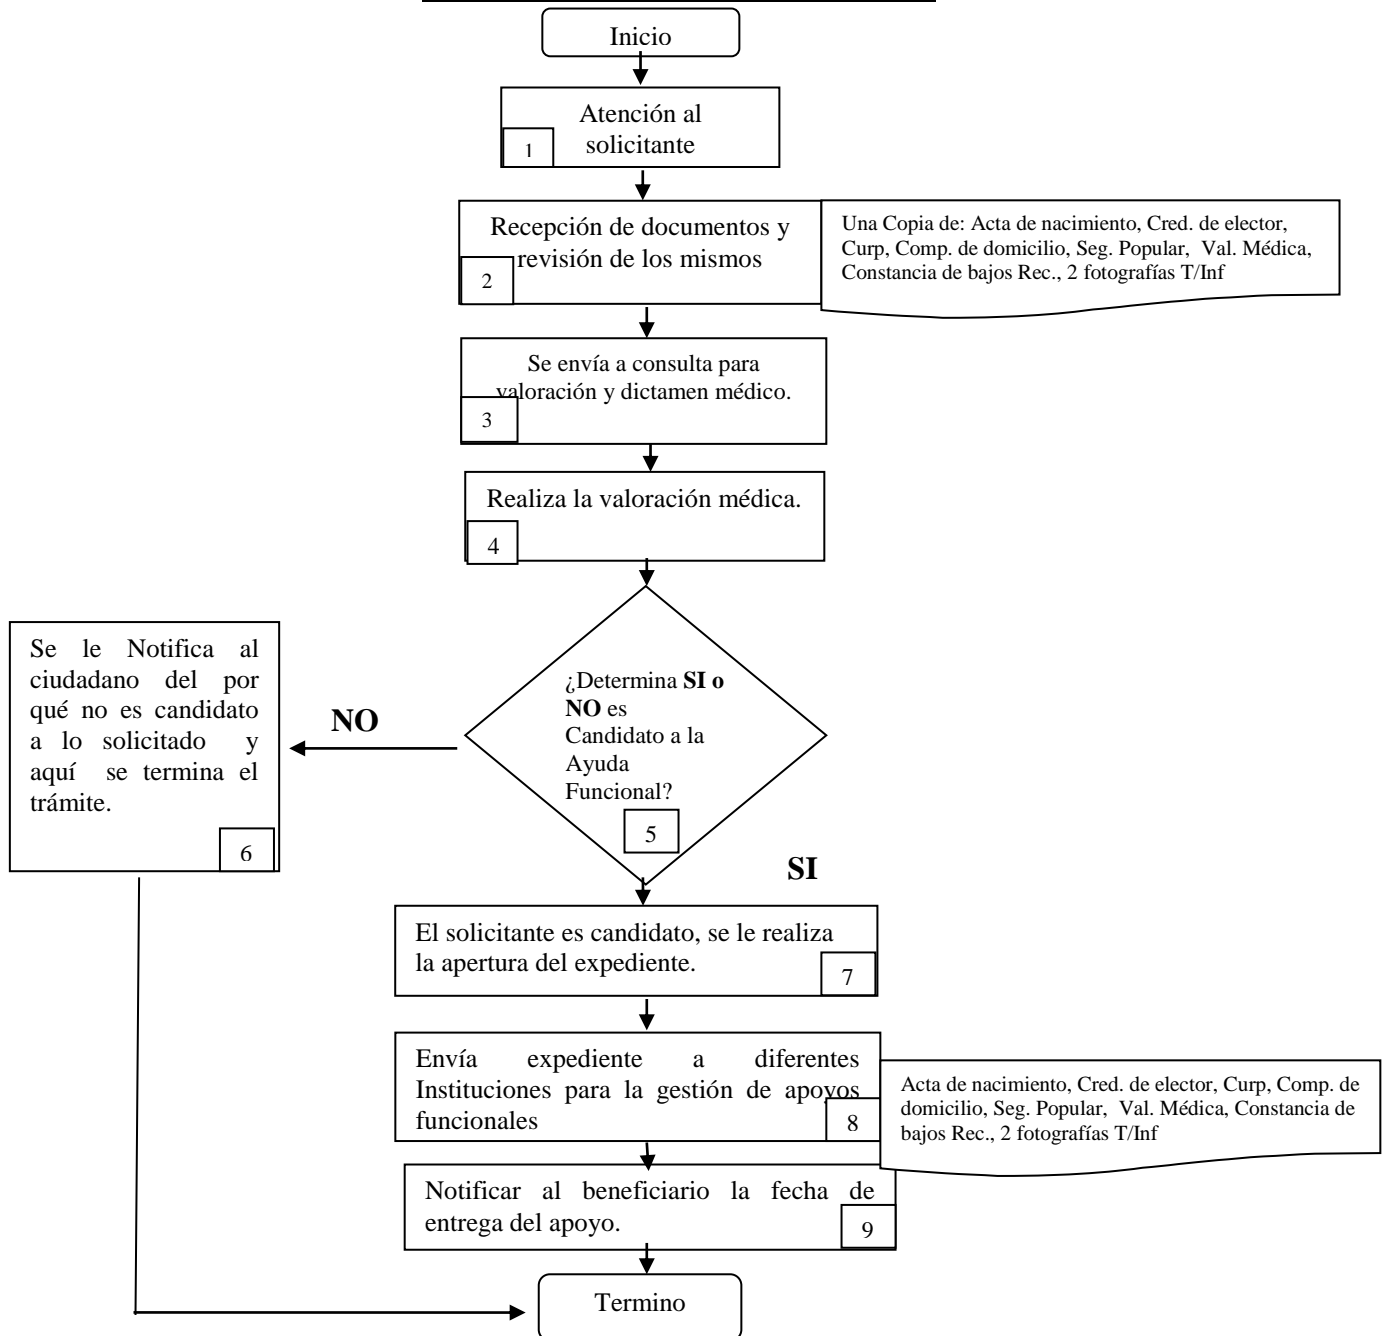 Inicio
Atención al
solicitante
1
Recepción de documentos y
revisión de los mismos
2
Una Copia de: Acta de nacimiento, Cred. de elector,
Curp, Comp. de domicilio, Seg. Popular, Val. Médica,
Constancia de bajos Rec., 2 fotografías T/Inf
Se envía a consulta para
valoración y dictamen médico.
3
Realiza la valoración médica.
4
¿Determina SI o
NO es
Candidato a la
Ayuda
Funcional?
5
NO
Se le Notifica al
ciudadano del por
qué no es candidato
a lo solicitado y
aquí se termina el
trámite.
6
SI
El solicitante es candidato, se le realiza
la apertura del expediente.
7
Envía expediente a diferentes
Instituciones para la gestión de apoyos
funcionales
8
Acta de nacimiento, Cred. de elector, Curp, Comp. de
domicilio, Seg. Popular, Val. Médica, Constancia de
bajos Rec., 2 fotografías T/Inf
Notificar al beneficiario la fecha de
entrega del apoyo.
9
Termino